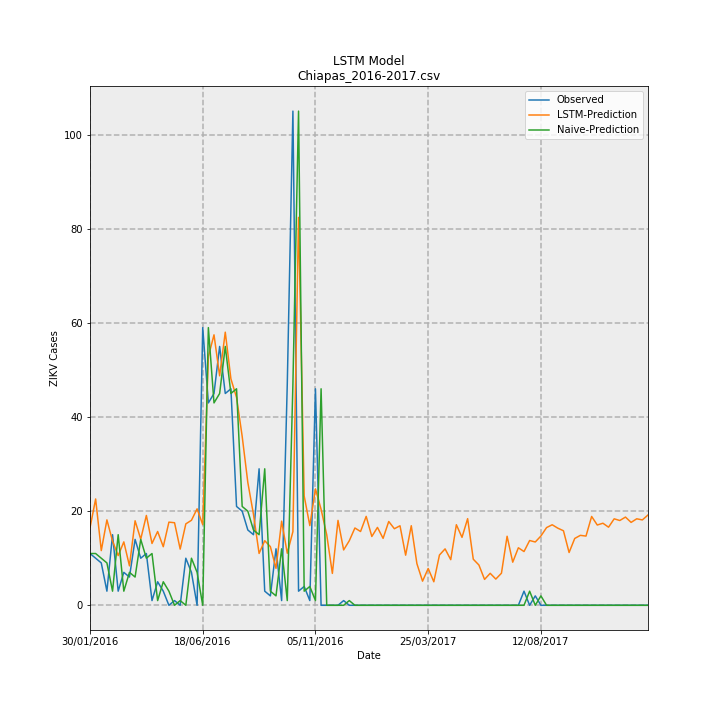 LSTM Model
Chiapas_2016-2017.csv
Observed
LSTM-Prediction
Naive-Prediction
100
80
60
40
20
0
ZIKV Cases
30/01/2016
18/06/2016
05/11/2016
25/03/2017
12/08/2017
Date